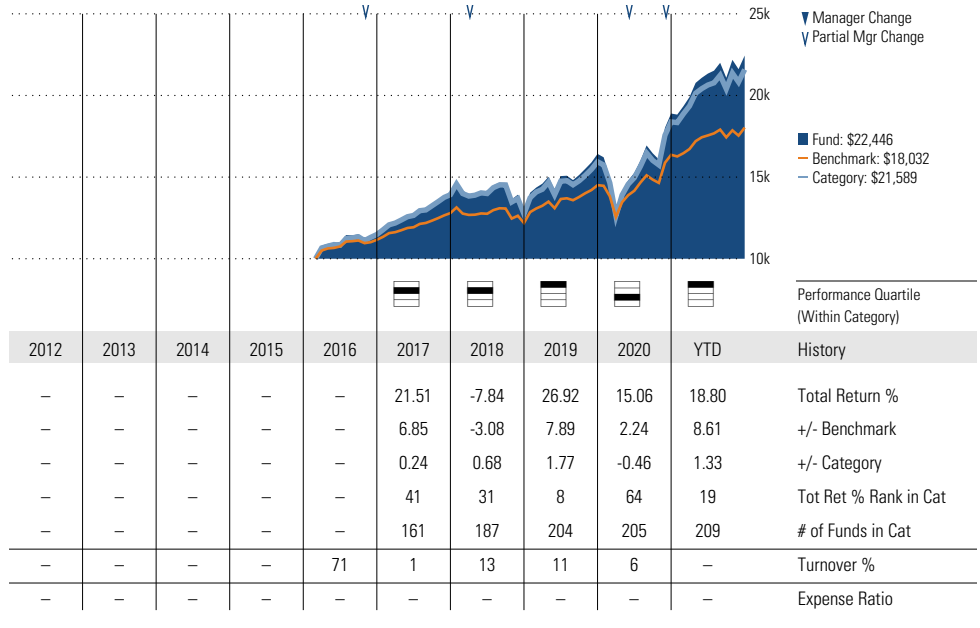 25k
▼ Manager Change
∨ Partial Mgr Change
20k
Fund: $22,446
Benchmark: $18,032
Category: $21,589
15k
10k
Performance Quartile
(Within Category)
2012 2013 2014 2015 2016 2017 2018 2019 2020 YTD History
– – – – – 21.51 -7.84 26.92 15.06 18.80 Total Return %
– – – – – 6.85 -3.08 7.89 2.24 8.61 +/- Benchmark
– – – – – 0.24 0.68 1.77 -0.46 1.33 +/- Category
– – – – – 41 31 8 64 19 Tot Ret % Rank in Cat
– – – – – 161 187 204 205 209 # of Funds in Cat
– – – – 71 1 13 11 6 – Turnover %
– – – – – – – – – – Expense Ratio